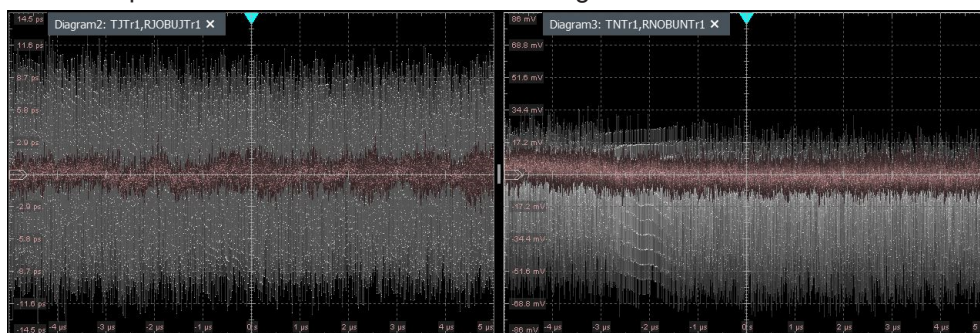 Diagram2: TJTr1,RJOBUJTr1 ×
14.5 ps
11.6 ps
8.7 ps
5.8 ps
2.9 ps
-2.9 ps
-5.8 ps
-8.7 ps
-11.6 ps
-14.5 ps
-4 µs -3 µs -2 µs -1 µs 0 s 1 µs 2 µs 3 µs 4 µs 5 µs
Diagram3: TNTr1,RNOBUNTr1 ×
86 mV
68.8 mV
51.6 mV
34.4 mV
17.2 mV
-17.2 mV
-34.4 mV
-51.6 mV
-68.8 mV
-86 mV
-4 µs -3 µs -2 µs -1 µs 0 s 1 µs 2 µs 3 µs 4 µs